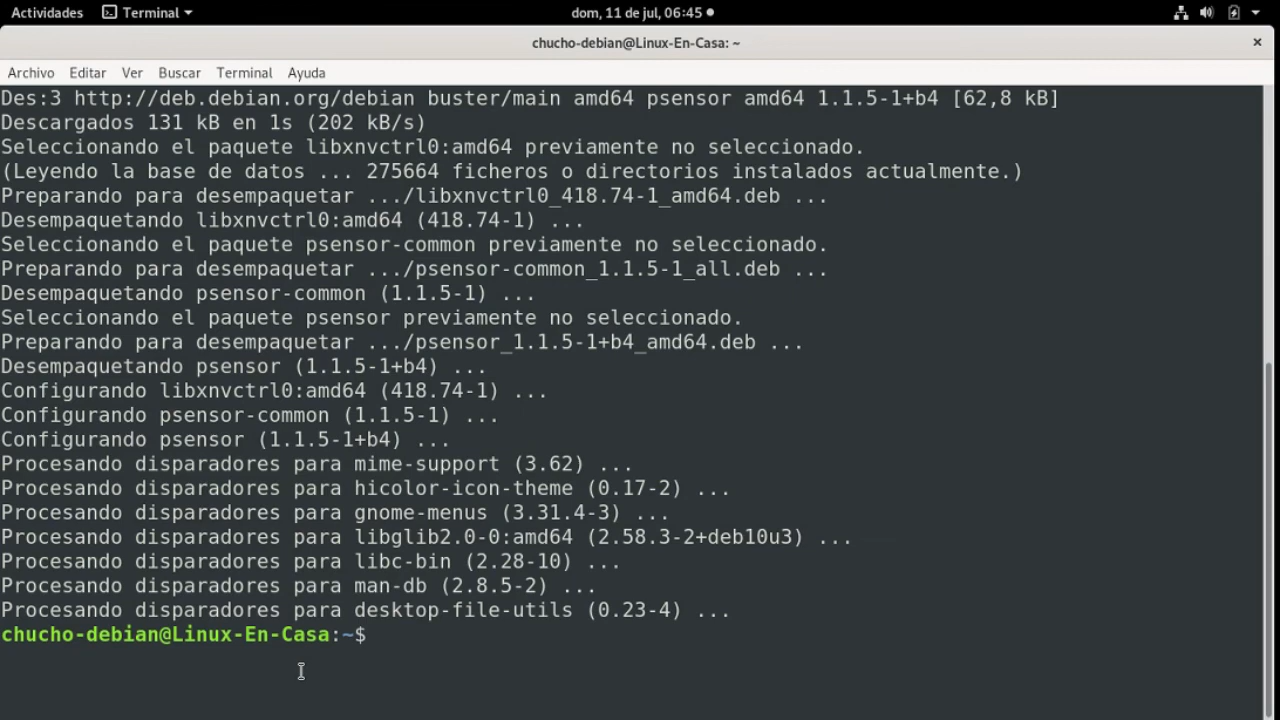 Actividades Terminal dom, 11 de jul, 06:45
chucho-debian@Linux-En-Casa: ~ ×
Archivo Editar Ver Buscar Terminal Ayuda
Des:3 http://deb.debian.org/debian buster/main amd64 psensor amd64 1.1.5-1+b4 [62,8 kB]
Descargados 131 kB en 1s (202 kB/s)
Seleccionando el paquete libxnvctrl0:amd64 previamente no seleccionado.
(Leyendo la base de datos ... 275664 ficheros o directorios instalados actualmente.)
Preparando para desempaquetar .../libxnvctrl0_418.74-1_amd64.deb ...
Desempaquetando libxnvctrl0:amd64 (418.74-1) ...
Seleccionando el paquete psensor-common previamente no seleccionado.
Preparando para desempaquetar .../psensor-common_1.1.5-1_all.deb ...
Desempaquetando psensor-common (1.1.5-1) ...
Seleccionando el paquete psensor previamente no seleccionado.
Preparando para desempaquetar .../psensor_1.1.5-1+b4_amd64.deb ...
Desempaquetando psensor (1.1.5-1+b4) ...
Configurando libxnvctrl0:amd64 (418.74-1) ...
Configurando psensor-common (1.1.5-1) ...
Configurando psensor (1.1.5-1+b4) ...
Procesando disparadores para mime-support (3.62) ...
Procesando disparadores para hicolor-icon-theme (0.17-2) ...
Procesando disparadores para gnome-menus (3.31.4-3) ...
Procesando disparadores para libglib2.0-0:amd64 (2.58.3-2+deb10u3) ...
Procesando disparadores para libc-bin (2.28-10) ...
Procesando disparadores para man-db (2.8.5-2) ...
Procesando disparadores para desktop-file-utils (0.23-4) ...
chucho-debian@Linux-En-Casa:~$